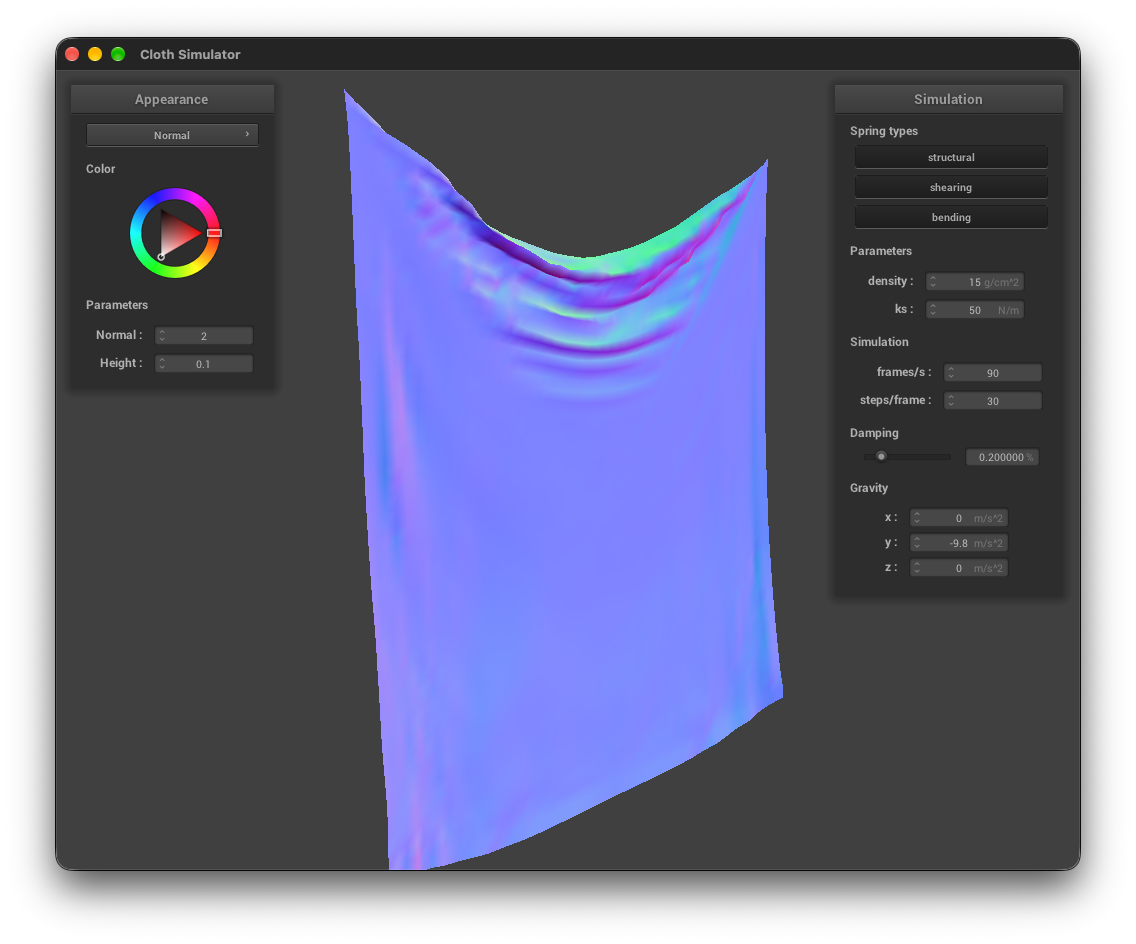 Cloth Simulator
Appearance
Normal
Color
Parameters
Normal : 2
Height : 0.1
Simulation
Spring types
structural
shearing
bending
Parameters
density : 15 g/cm^2
ks : 50 N/m
Simulation
frames/s : 90
steps/frame : 30
Damping
0.200000 %
Gravity
x : 0 m/s^2
y : -9.8 m/s^2
z : 0 m/s^2